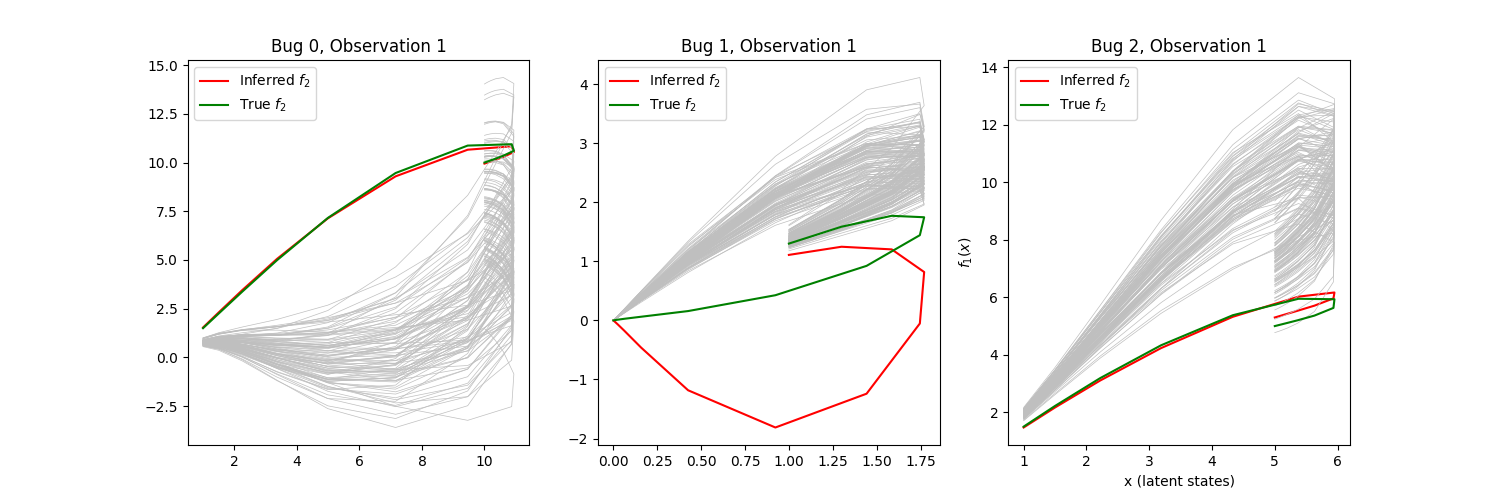 Bug 0, Observation 1
Inferred f₂
True f₂
15.0
12.5
10.0
7.5
5.0
2.5
0.0
−2.5
2 4 6 8 10
Bug 1, Observation 1
Inferred f₂
True f₂
4
3
2
1
0
−1
−2
0.00 0.25 0.50 0.75 1.00 1.25 1.50 1.75
Bug 2, Observation 1
Inferred f₂
True f₂
f₁(x)
14
12
10
8
6
4
2
1 2 3 4 5 6
x (latent states)